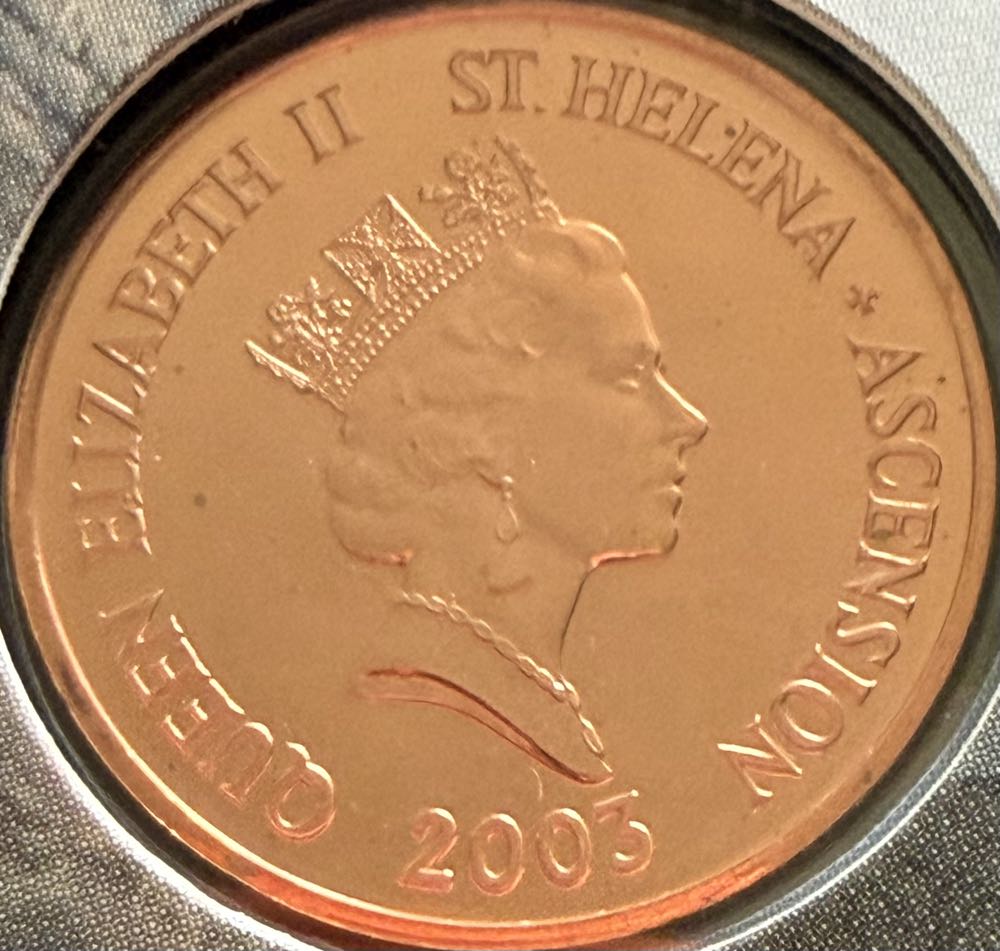 QUEEN ELIZABETH II
ST. HELENA * ASCENSION
2003